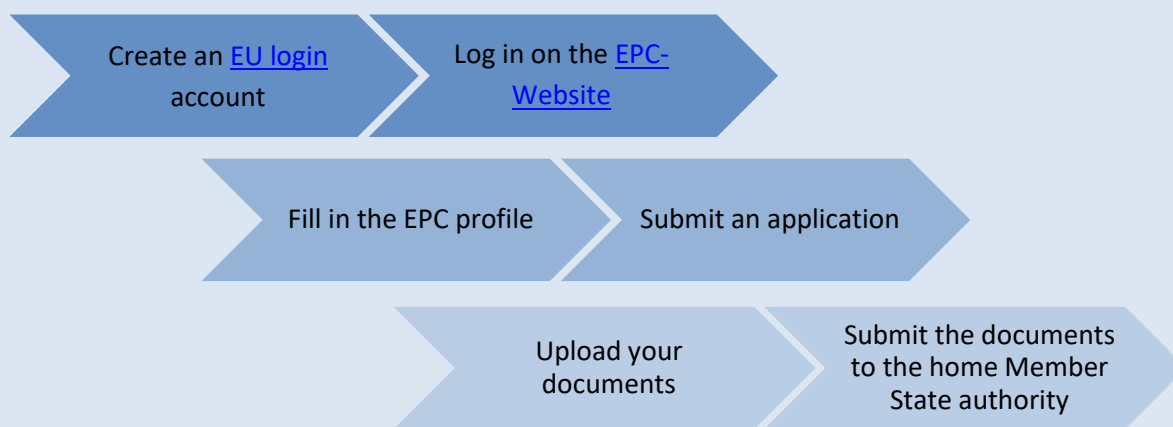 Create an EU login
account
Log in on the EPC-
Website
Fill in the EPC profile
Submit an application
Upload your
documents
Submit the documents
to the home Member
State authority